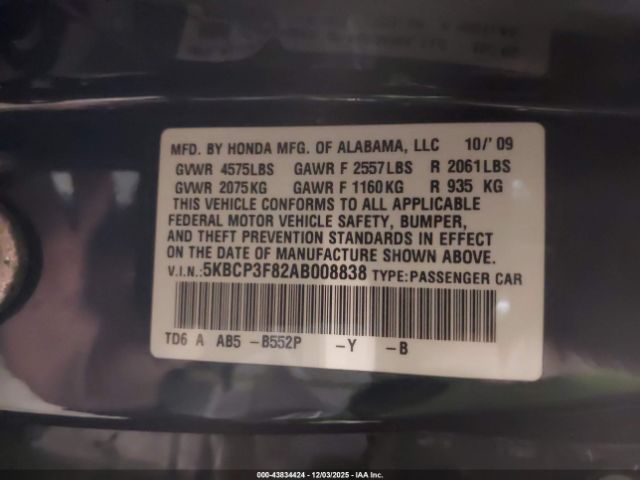 MFD. BY HONDA MFG. OF ALABAMA, LLC 10/'09
GVWR 4575LBS GAWR F 2557LBS R 2061LBS
GVWR 2075KG GAWR F 1160KG R 935 KG
THIS VEHICLE CONFORMS TO ALL APPLICABLE
FEDERAL MOTOR VEHICLE SAFETY, BUMPER,
AND THEFT PREVENTION STANDARDS IN EFFECT
ON THE DATE OF MANUFACTURE SHOWN ABOVE.
V.I.N.:5KBCP3F82AB008838 TYPE:PASSENGER CAR
TD6 A AB5 -B552P -Y -B
000-43834424 - 12/03/2025 - IAA Inc.